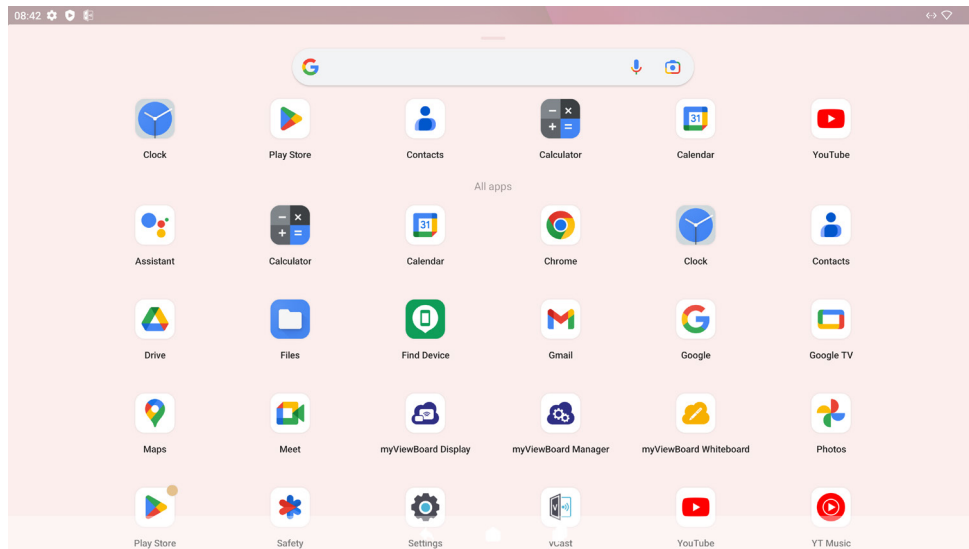 08:42
Clock Play Store Contacts Calculator Calendar YouTube
All apps
31
Assistant Calculator Calendar Chrome Clock Contacts
Drive Files Find Device Gmail Google Google TV
Maps Meet myViewBoard Display myViewBoard Manager myViewBoard Whiteboard Photos
Play Store Safety Settings vCast YouTube YT Music